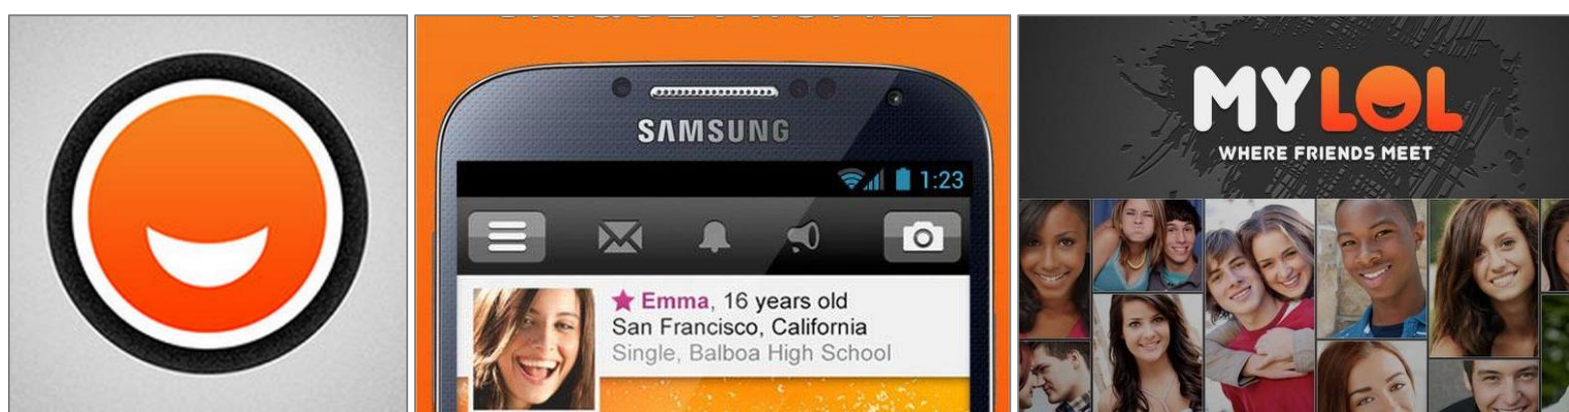 SAMSUNG
1:23
Emma, 16 years old
San Francisco, California
Single, Balboa High School
MYLOL
WHERE FRIENDS MEET